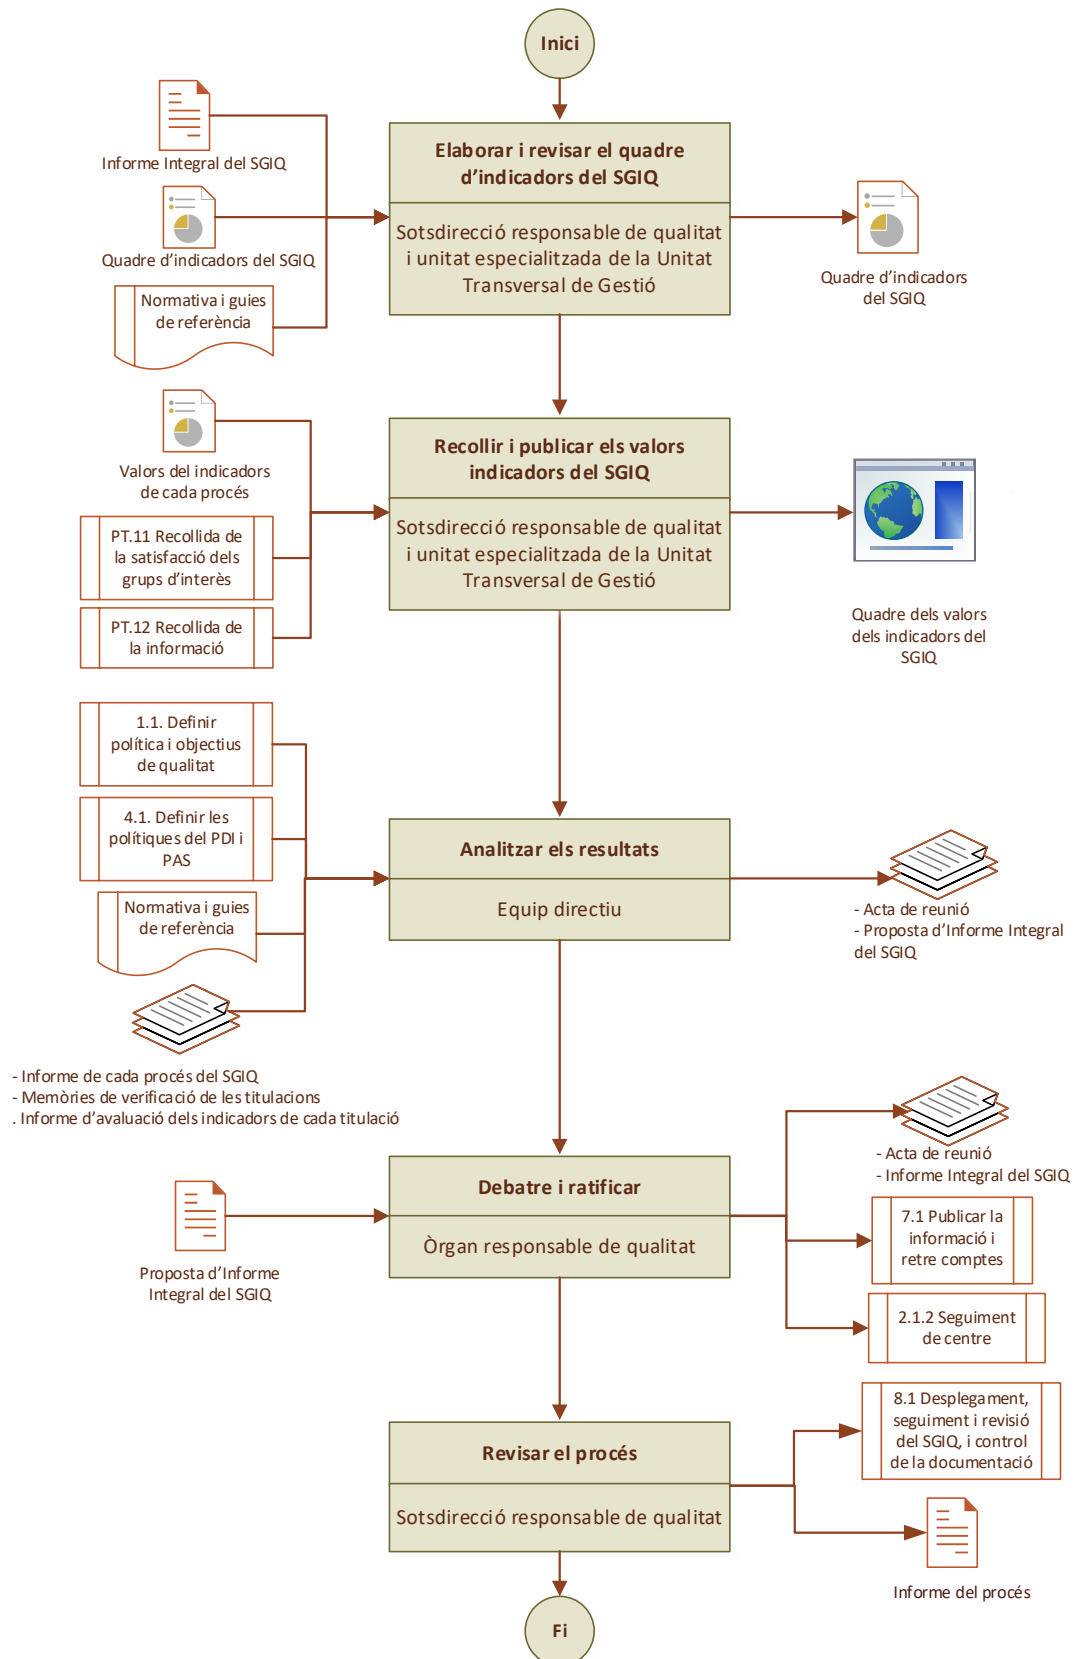 Inici
Informe Integral del SGIQ
Quadre d'indicadors del SGIQ
Normativa i guies
de referència
Elaborar i revisar el quadre
d'indicadors del SGIQ
Sotsdirecció responsable de qualitat
i unitat especialitzada de la Unitat
Transversal de Gestió
Quadre d'indicadors
del SGIQ
Valors del indicadors
de cada procés
PT.11 Recollida de
la satisfacció dels
grups d'interès
PT.12 Recollida de
la informació
Recollir i publicar els valors
indicadors del SGIQ
Sotsdirecció responsable de qualitat
i unitat especialitzada de la Unitat
Transversal de Gestió
Quadre dels valors
dels indicadors del
SGIQ
1.1. Definir
política i objectius
de qualitat
4.1. Definir les
polítiques del PDI i
PAS
Normativa i guies
de referència
- Informe de cada procés del SGIQ
- Memòries de verificació de les titulacions
. Informe d'avaluació dels indicadors de cada titulació
Analitzar els resultats
Equip directiu
- Acta de reunió
- Proposta d'Informe Integral
del SGIQ
Proposta d'Informe
Integral del SGIQ
Debatre i ratificar
Òrgan responsable de qualitat
- Acta de reunió
- Informe Integral del SGIQ
7.1 Publicar la
informació i
retre comptes
2.1.2 Seguiment
de centre
Revisar el procés
Sotsdirecció responsable de qualitat
8.1 Desplegament,
seguiment i revisió
del SGIQ, i control
de la documentació
Informe del procés
Fi